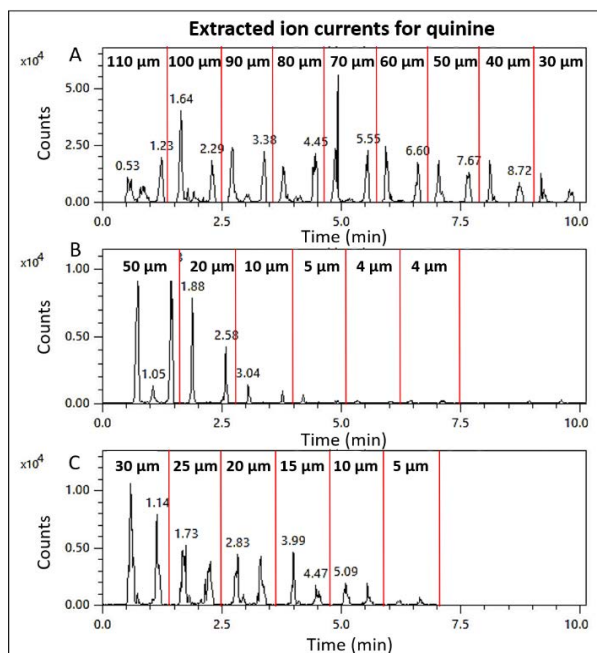 Extracted ion currents for quinine
A
x10⁴
110 µm 100 µm 90 µm 80 µm 70 µm 60 µm 50 µm 40 µm 30 µm
5.00
2.50
0.00
Counts
0.53 1.23 1.64 2.29 3.38 4.45 5.55 6.60 7.67 8.72
0.0 2.5 5.0 7.5 10.0
Time (min)
B
x10⁴
50 µm 20 µm 10 µm 5 µm 4 µm 4 µm
1.00
0.50
0.00
Counts
1.05 1.88 2.58 3.04
0.0 2.5 5.0 7.5 10.0
Time (min)
C
x10⁴
30 µm 25 µm 20 µm 15 µm 10 µm 5 µm
1.00
0.50
0.00
Counts
1.14 1.73 2.83 3.99 4.47 5.09
0.0 2.5 5.0 7.5 10.0
Time (min)